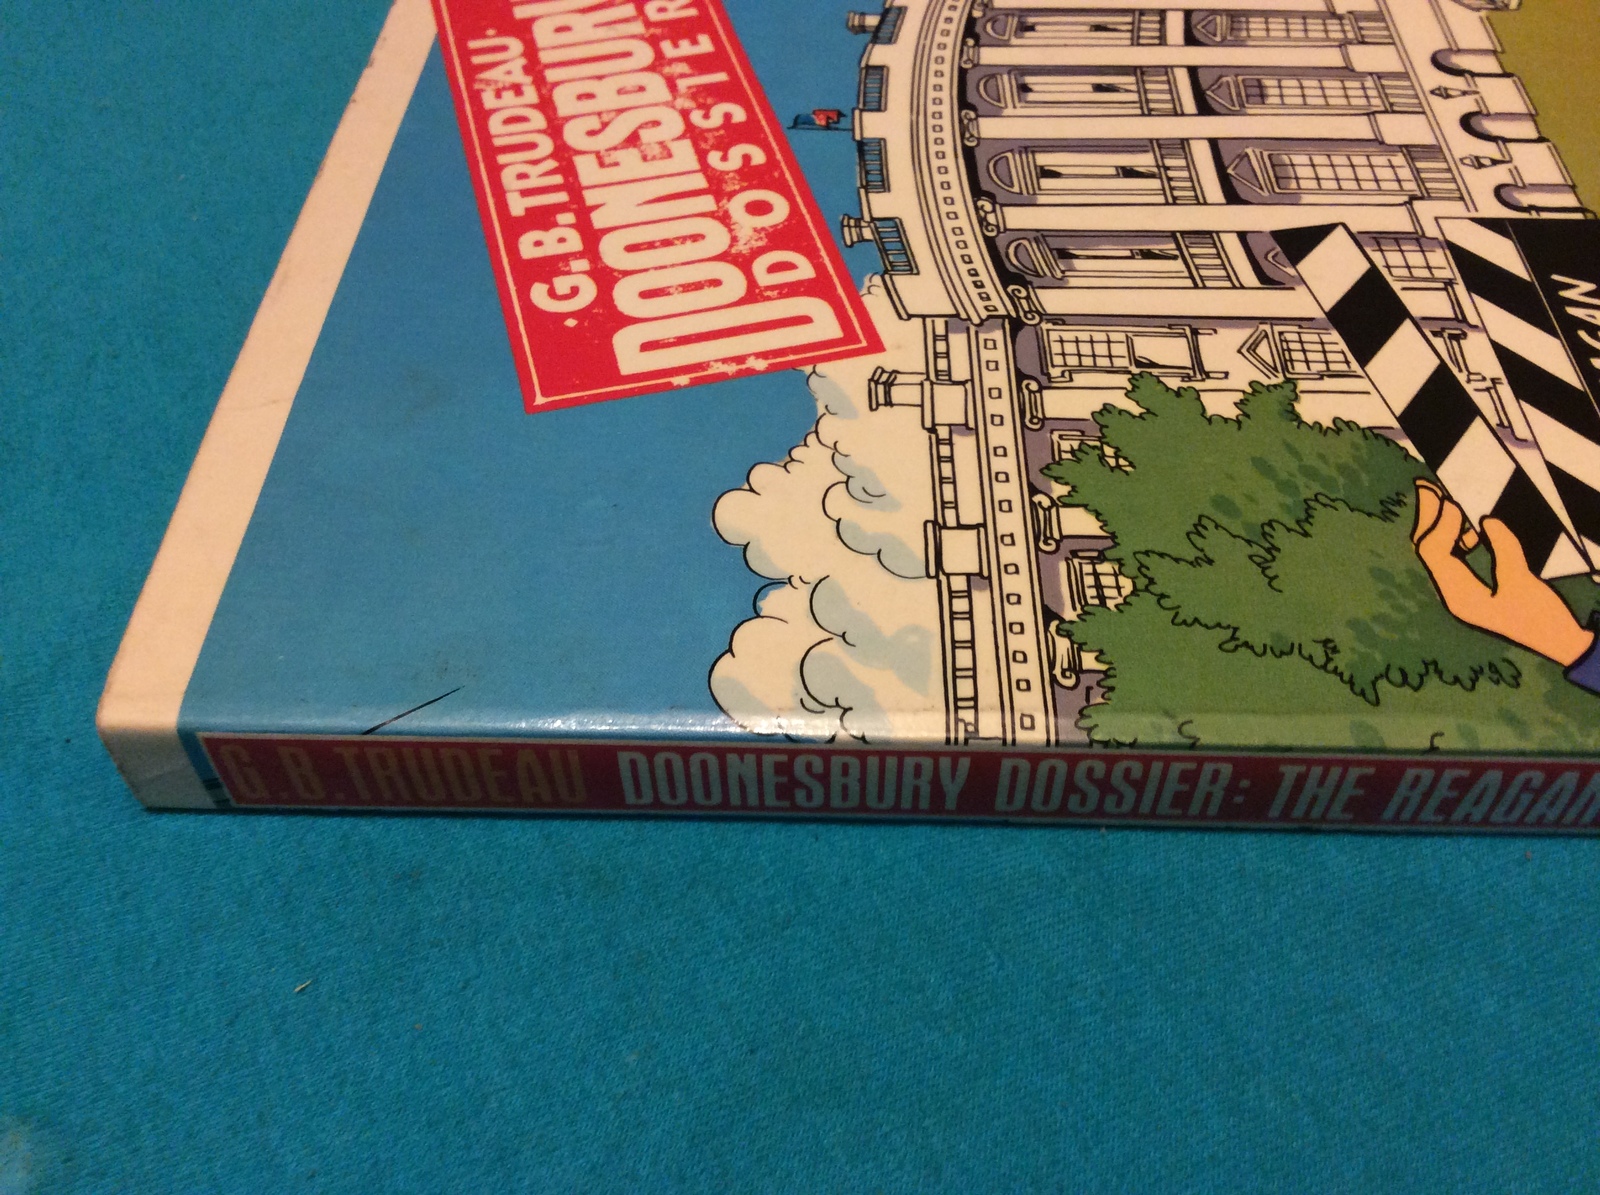 ·G.B.TRUDEAU·
DOONESBURY
DOSSIER
G.B.TRUDEAU DOONESBURY DOSSIER: THE REAGAN